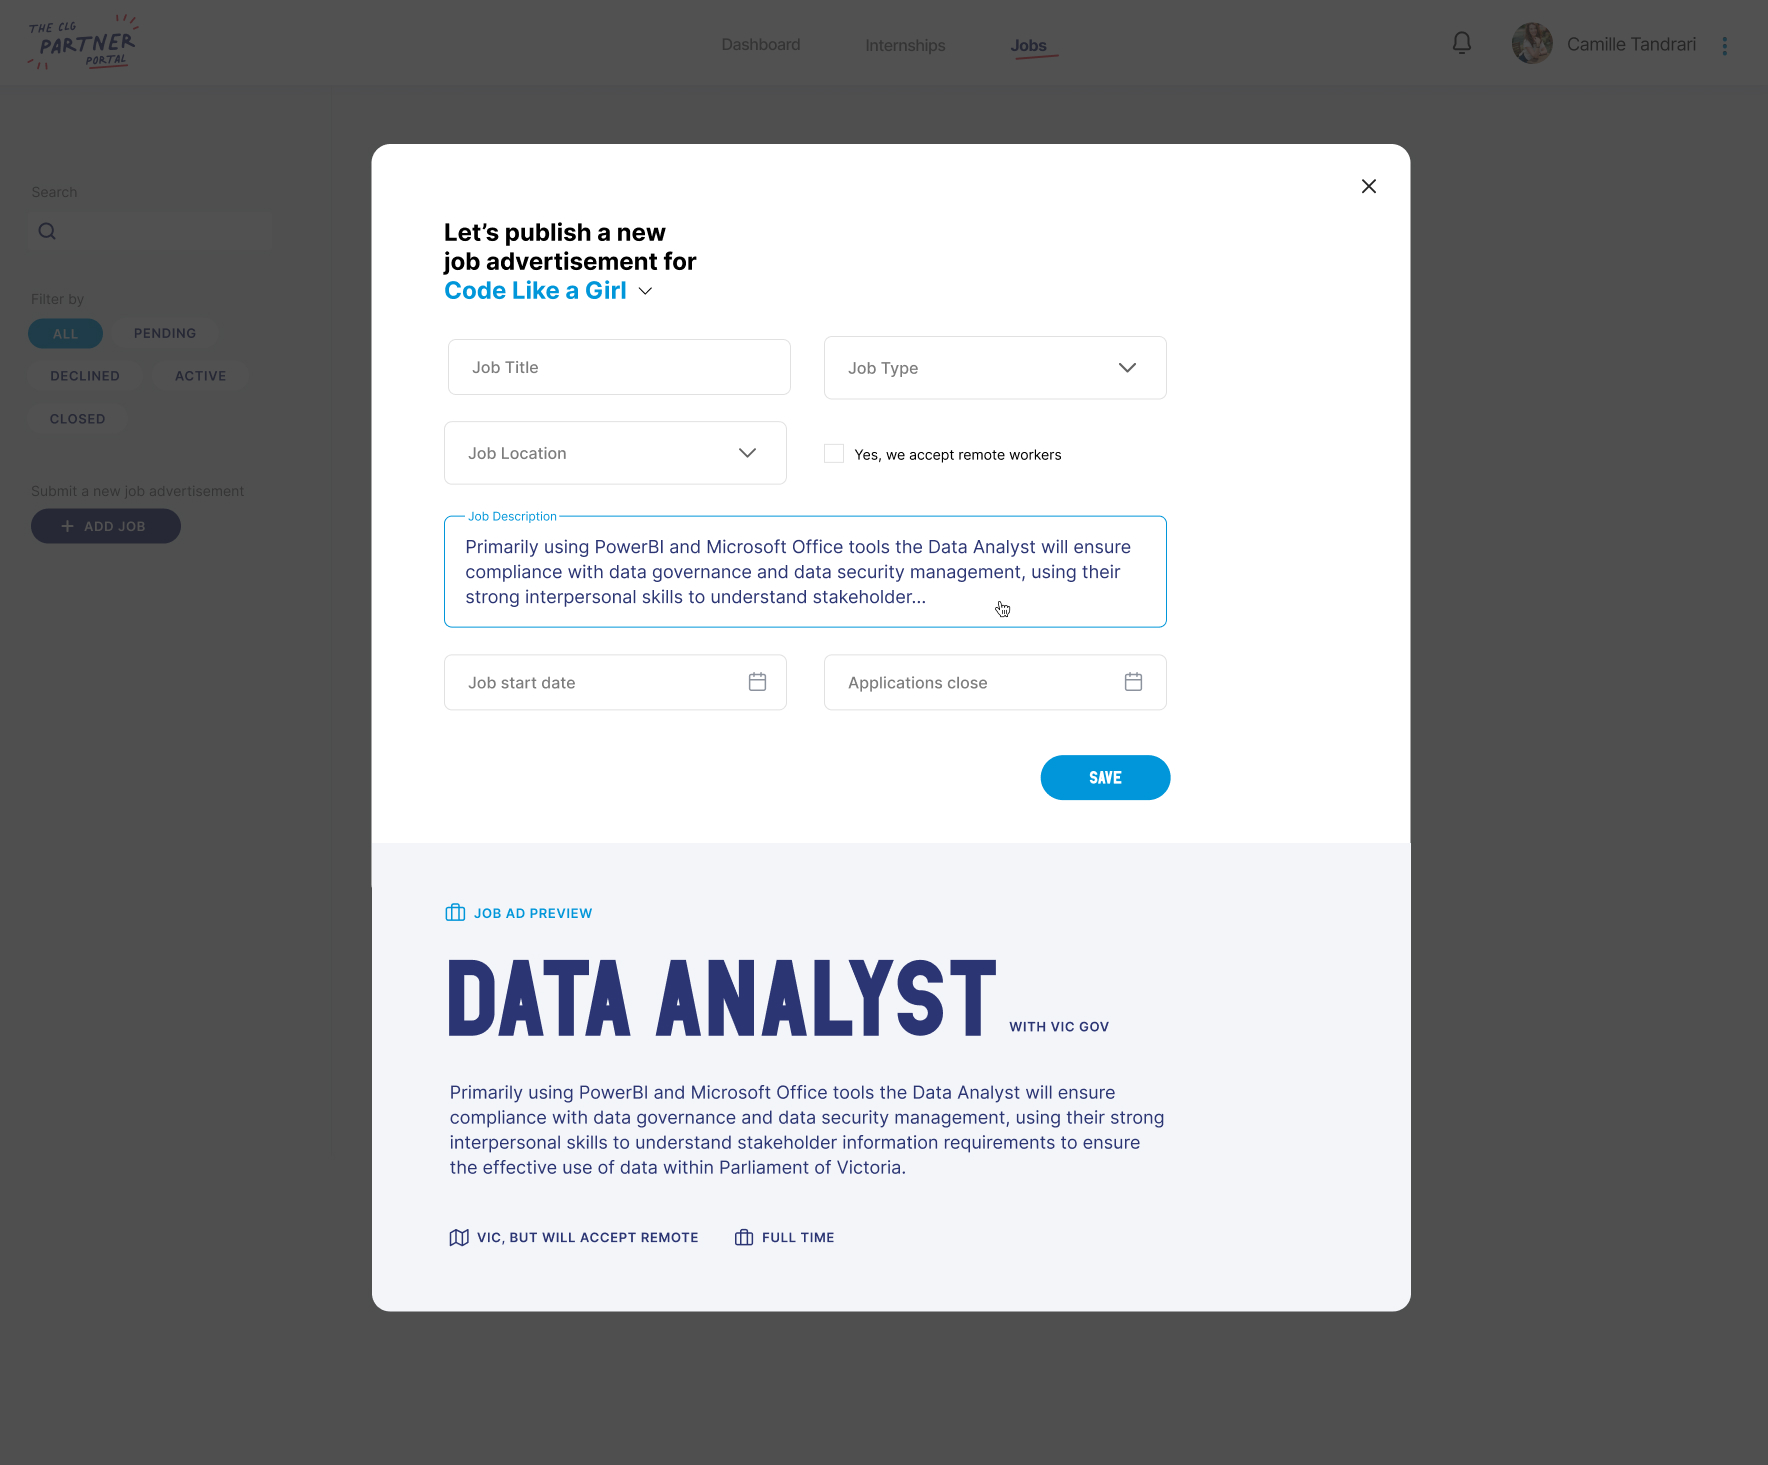 THE CLG
PARTNER
PORTAL
Dashboard
Internships
Jobs
Camille Tandrari
Search
Filter by
ALL
PENDING
DECLINED
ACTIVE
CLOSED
Submit a new job advertisement
ADD JOB
Let’s publish a new
job advertisement for
Code Like a Girl
Job Title
Job Type
Job Location
Yes, we accept remote workers
Job Description
Primarily using PowerBI and Microsoft Office tools the Data Analyst will ensure
compliance with data governance and data security management, using their
strong interpersonal skills to understand stakeholder...
Job start date
Applications close
SAVE
JOB AD PREVIEW
DATA ANALYST
WITH VIC GOV
Primarily using PowerBI and Microsoft Office tools the Data Analyst will ensure
compliance with data governance and data security management, using their strong
interpersonal skills to understand stakeholder information requirements to ensure
the effective use of data within Parliament of Victoria.
VIC, BUT WILL ACCEPT REMOTE
FULL TIME